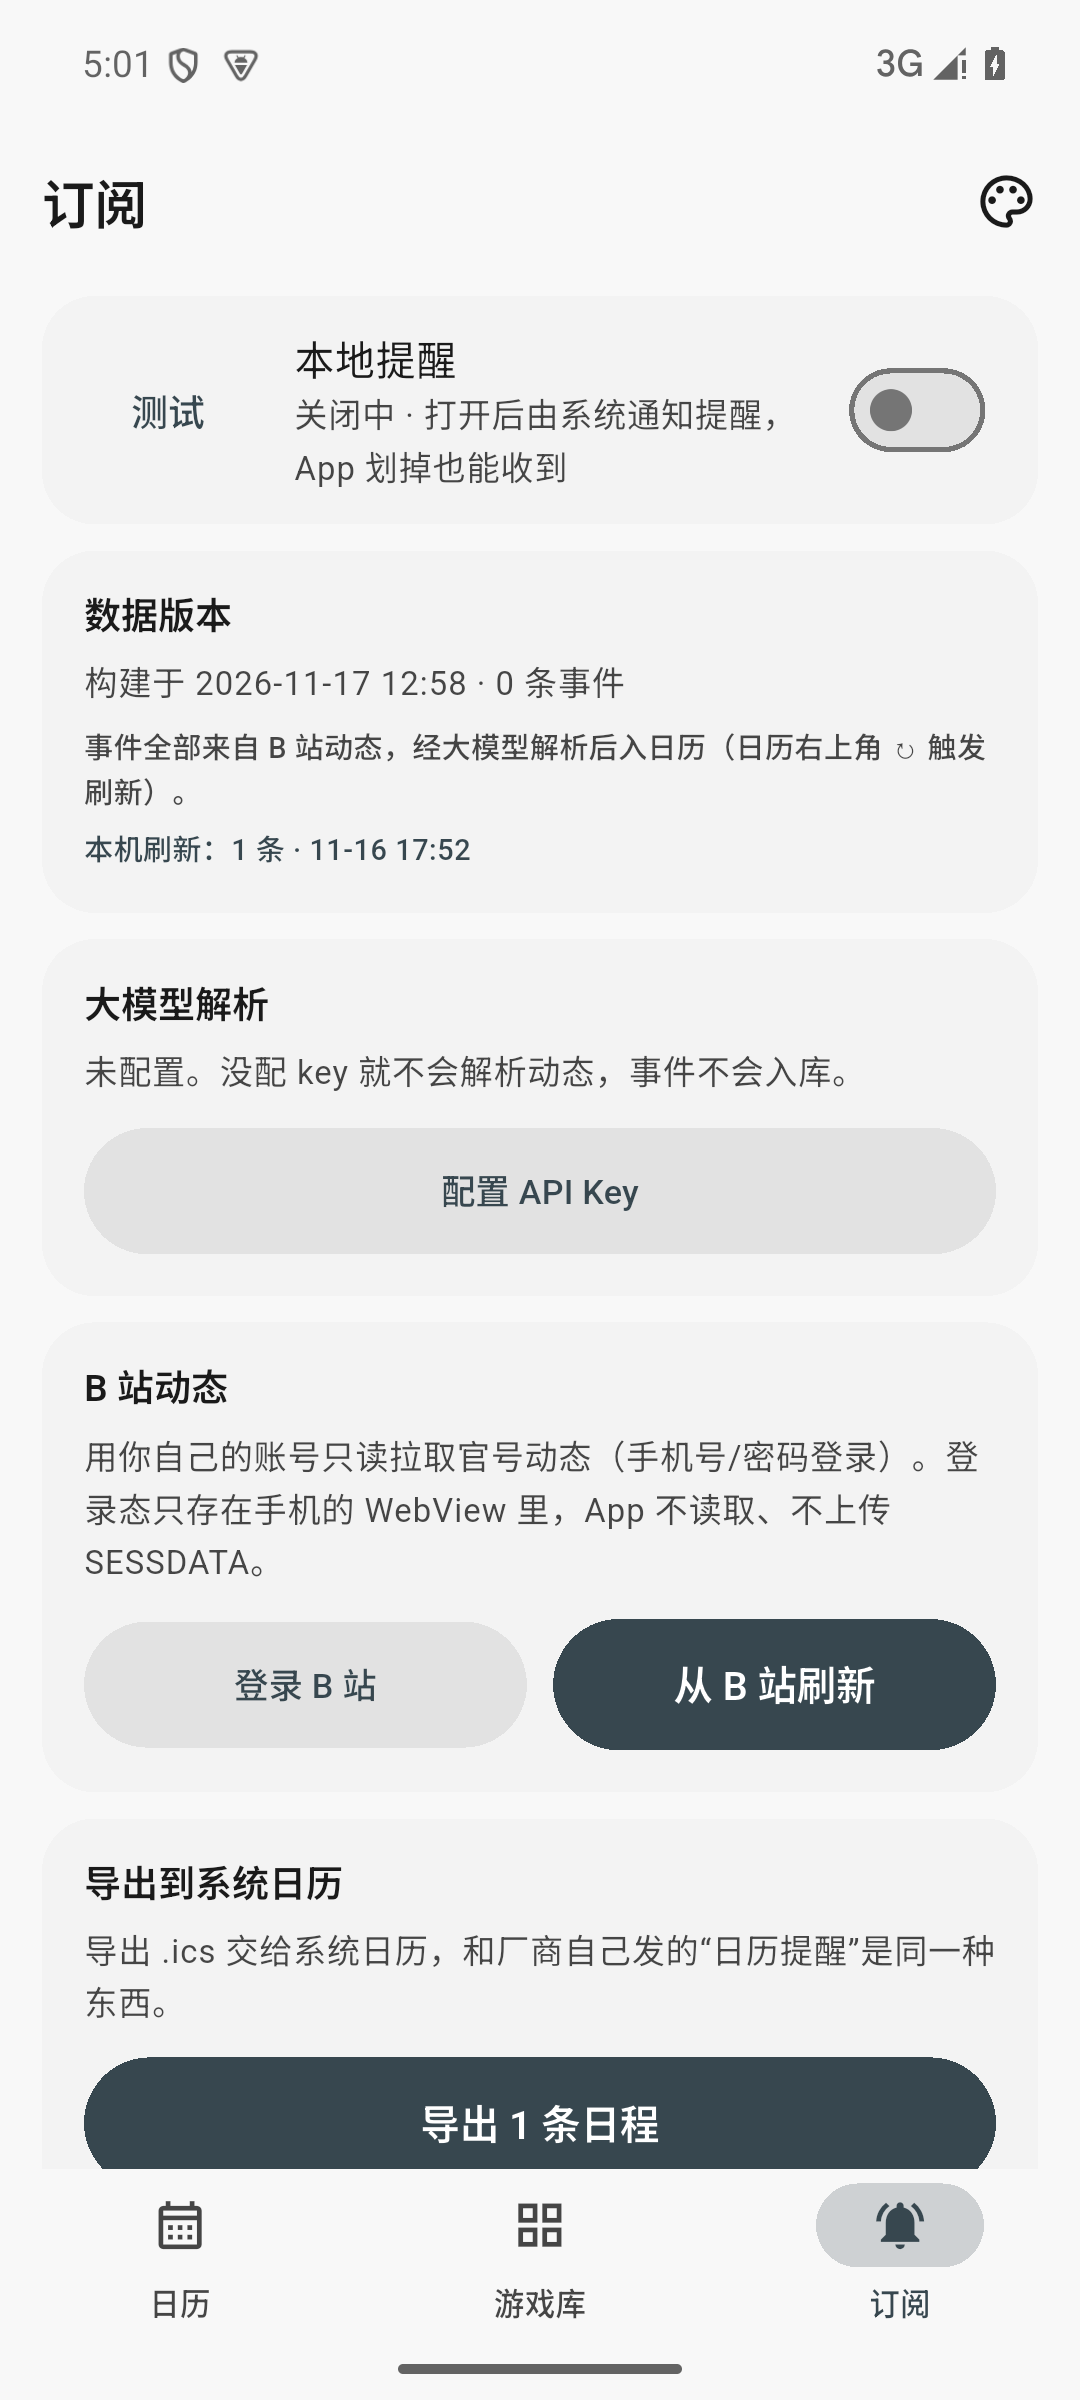 5:01
3G
订阅
测试
本地提醒
关闭中 · 打开后由系统通知提醒，
App 划掉也能收到
数据版本
构建于 2026-11-17 12:58 · 0 条事件
事件全部来自 B 站动态，经大模型解析后入日历（日历右上角 ↻ 触发
刷新）。
本机刷新：1 条 · 11-16 17:52
大模型解析
未配置。没配 key 就不会解析动态，事件不会入库。
配置 API Key
B 站动态
用你自己的账号只读拉取官号动态（手机号/密码登录）。登
录态只存在手机的 WebView 里，App 不读取、不上传
SESSDATA。
登录 B 站
从 B 站刷新
导出到系统日历
导出 .ics 交给系统日历，和厂商自己发的“日历提醒”是同一种
东西。
导出 1 条日程
日历
游戏库
订阅